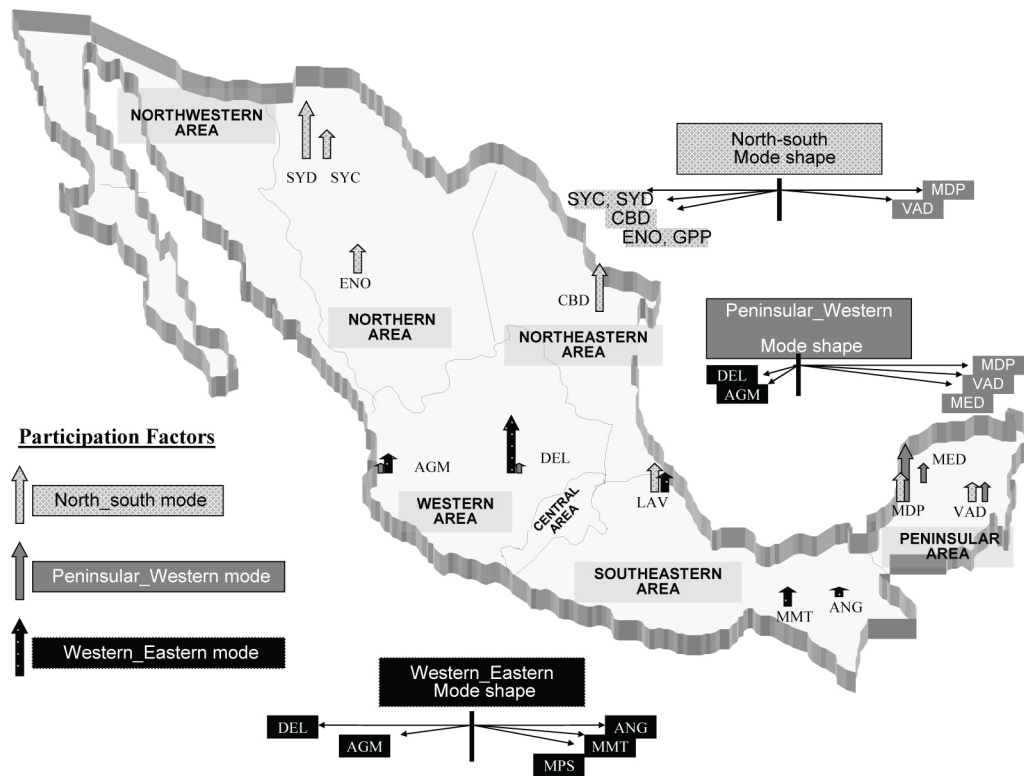 NORTHWESTERN
AREA
SYD
SYC
North-south
Mode shape
MDP
VAD
SYC, SYD
CBD
ENO, GPP
ENO
CBD
NORTHERN
AREA
NORTHEASTERN
AREA
Peninsular_Western
Mode shape
DEL
AGM
MDP
VAD
MED
Participation Factors
North_south mode
Peninsular_Western mode
Western_Eastern mode
AGM
DEL
WESTERN
AREA
CENTRAL
AREA
LAV
MED
MDP
VAD
PENINSULAR
AREA
SOUTHEASTERN
AREA
MMT
ANG
Western_Eastern
Mode shape
DEL
AGM
ANG
MMT
MPS